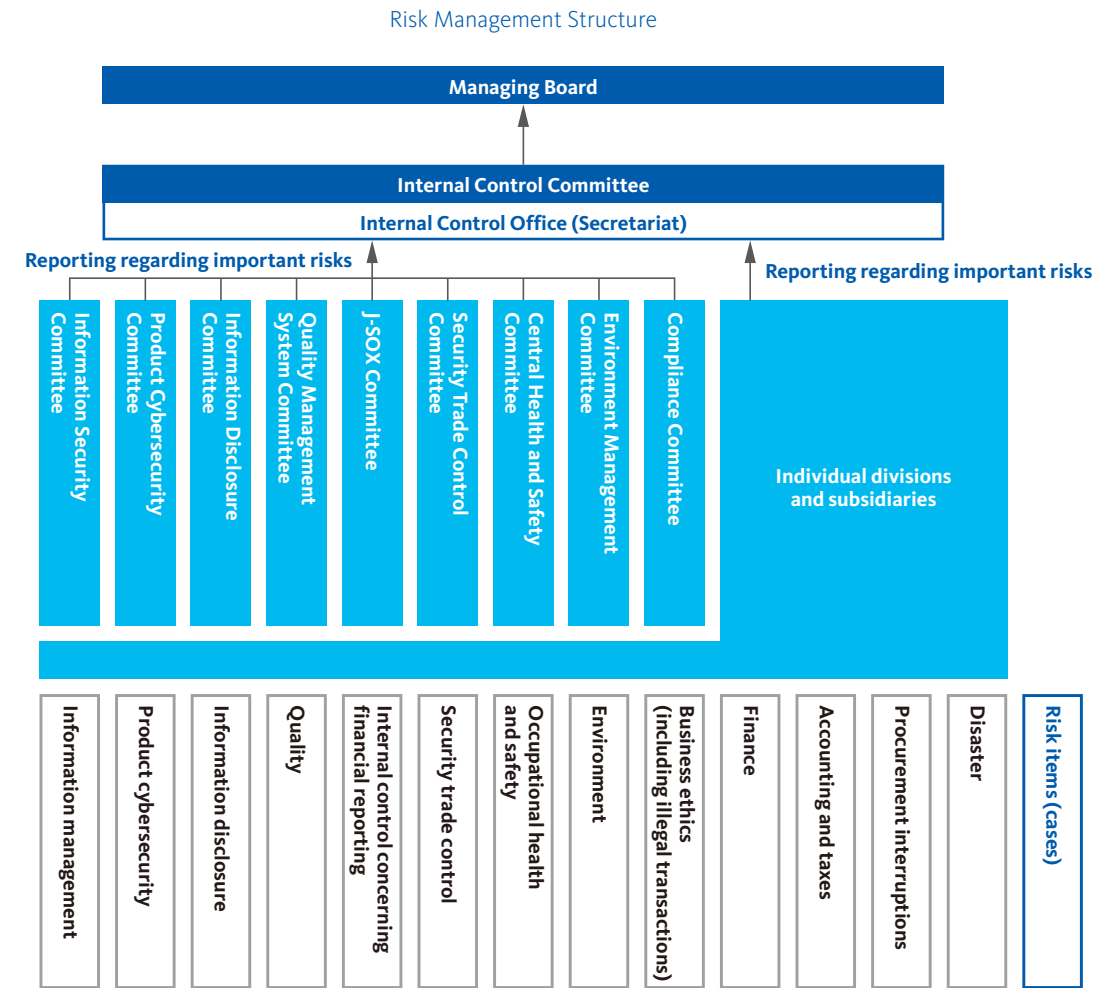 Risk Management Structure
Managing Board
Internal Control Committee
Internal Control Office (Secretariat)
Reporting regarding important risks
Reporting regarding important risks
Information Security
Committee
Product Cybersecurity
Committee
Information Disclosure
Committee
Quality Management
System Committee
J-SOX Committee
Security Trade Control
Committee
Central Health and Safety
Committee
Environment Management
Committee
Compliance Committee
Individual divisions
and subsidiaries
Information management
Product cybersecurity
Information disclosure
Quality
Internal control concerning
financial reporting
Security trade control
Occupational health
and safety
Environment
Business ethics
(including illegal transactions)
Finance
Accounting and taxes
Procurement interruptions
Disaster
Risk items (cases)